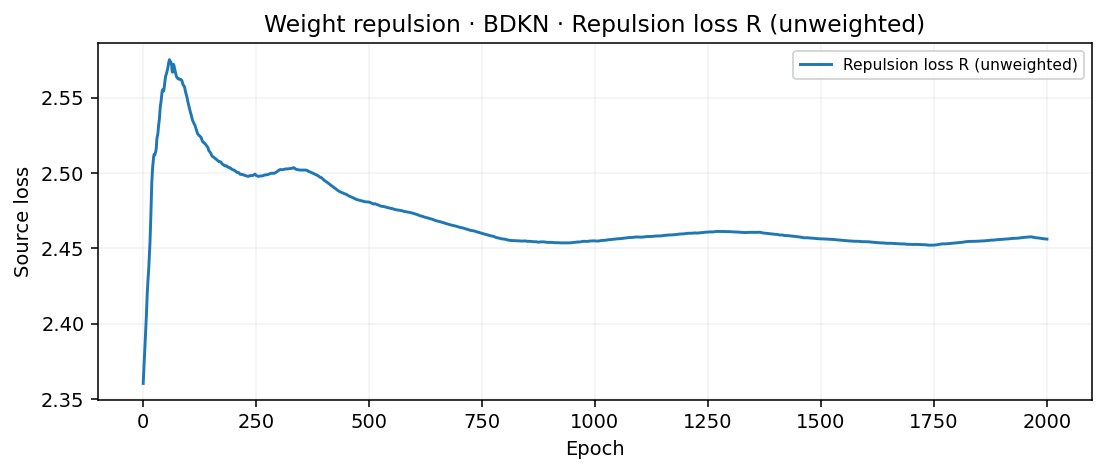 Weight repulsion · BDKN · Repulsion loss R (unweighted)
Repulsion loss R (unweighted)
Source loss
2.55
2.50
2.45
2.40
2.35
0 250 500 750 1000 1250 1500 1750 2000
Epoch